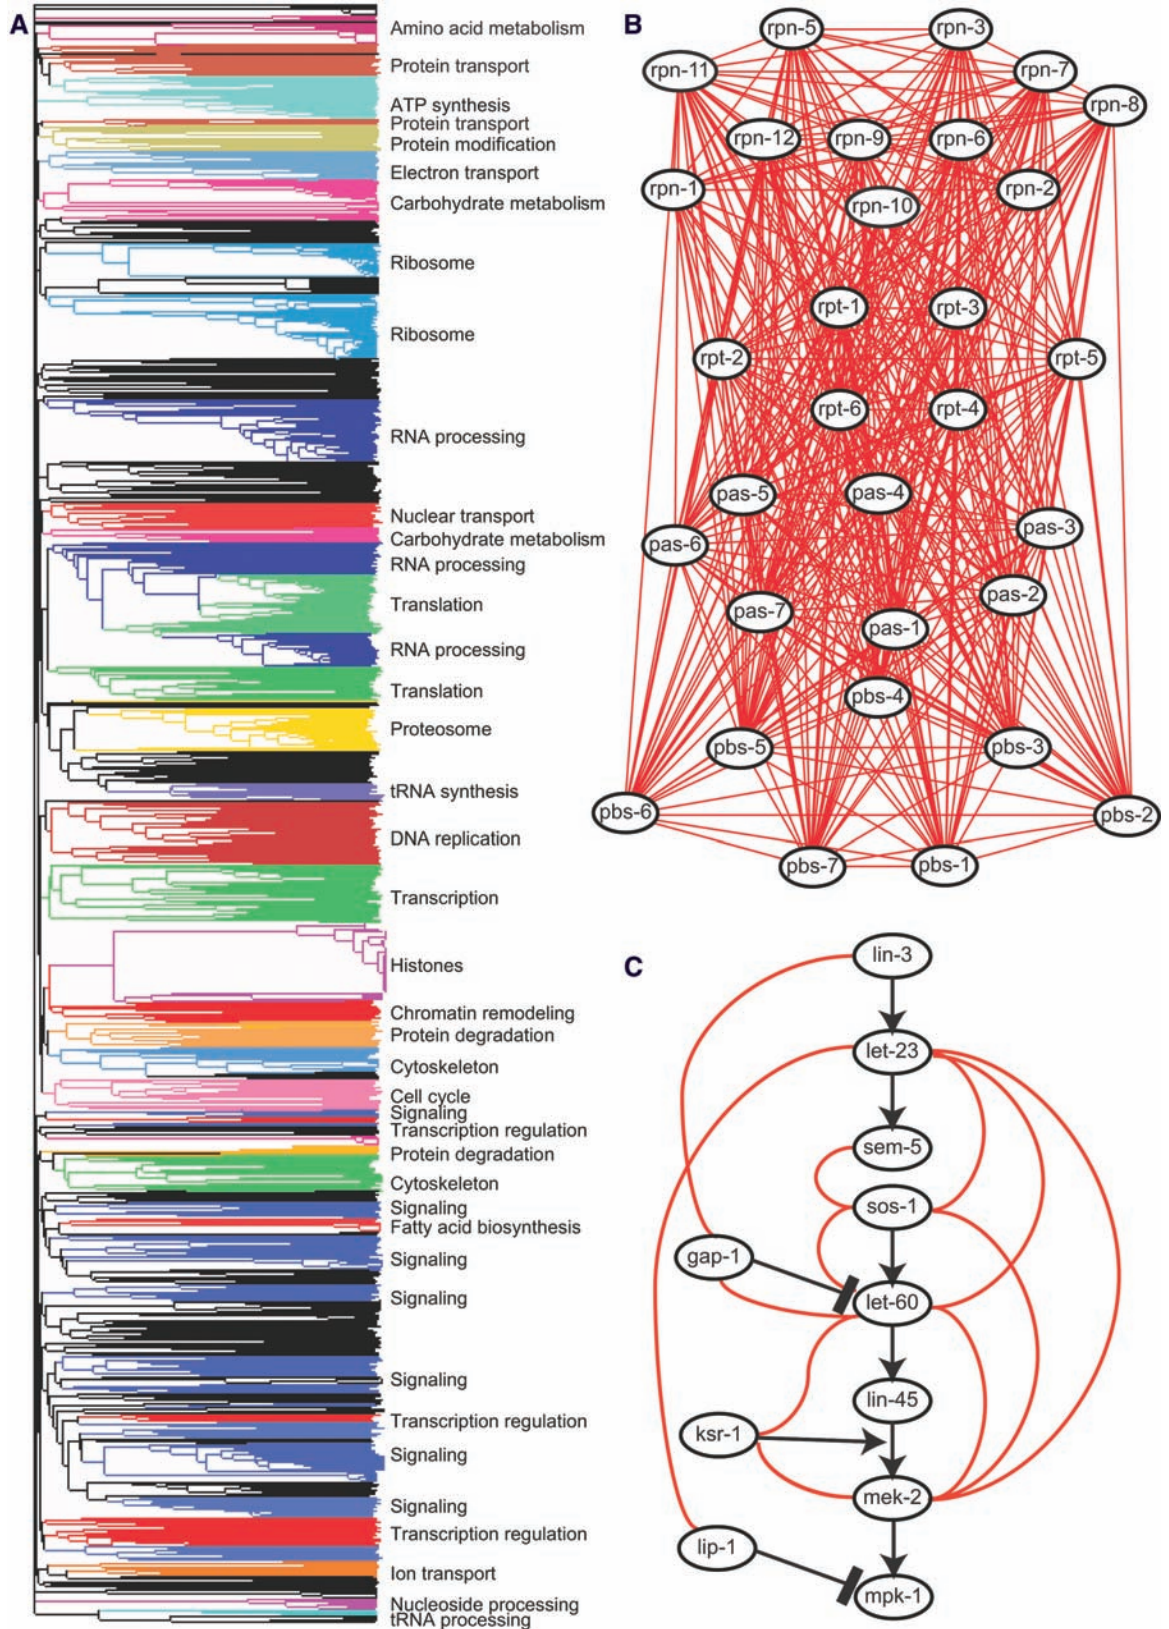 A
Amino acid metabolism
Protein transport
ATP synthesis
Protein transport
Protein modification
Electron transport
Carbohydrate metabolism
Ribosome
Ribosome
RNA processing
Nuclear transport
Carbohydrate metabolism
RNA processing
Translation
RNA processing
Translation
Proteosome
tRNA synthesis
DNA replication
Transcription
Histones
Chromatin remodeling
Protein degradation
Cytoskeleton
Cell cycle
Signaling
Transcription regulation
Protein degradation
Cytoskeleton
Signaling
Fatty acid biosynthesis
Signaling
Signaling
Signaling
Transcription regulation
Signaling
Signaling
Transcription regulation
Ion transport
Nucleoside processing
tRNA processing
B
rpn-5
rpn-3
rpn-11
rpn-7
rpn-8
rpn-12
rpn-9
rpn-6
rpn-1
rpn-10
rpn-2
rpt-1
rpt-3
rpt-2
rpt-5
rpt-6
rpt-4
pas-5
pas-4
pas-3
pas-6
pas-2
pas-7
pas-1
pbs-4
pbs-5
pbs-3
pbs-6
pbs-2
pbs-7
pbs-1
C
lin-3
let-23
sem-5
sos-1
gap-1
let-60
lin-45
ksr-1
mek-2
lip-1
mpk-1